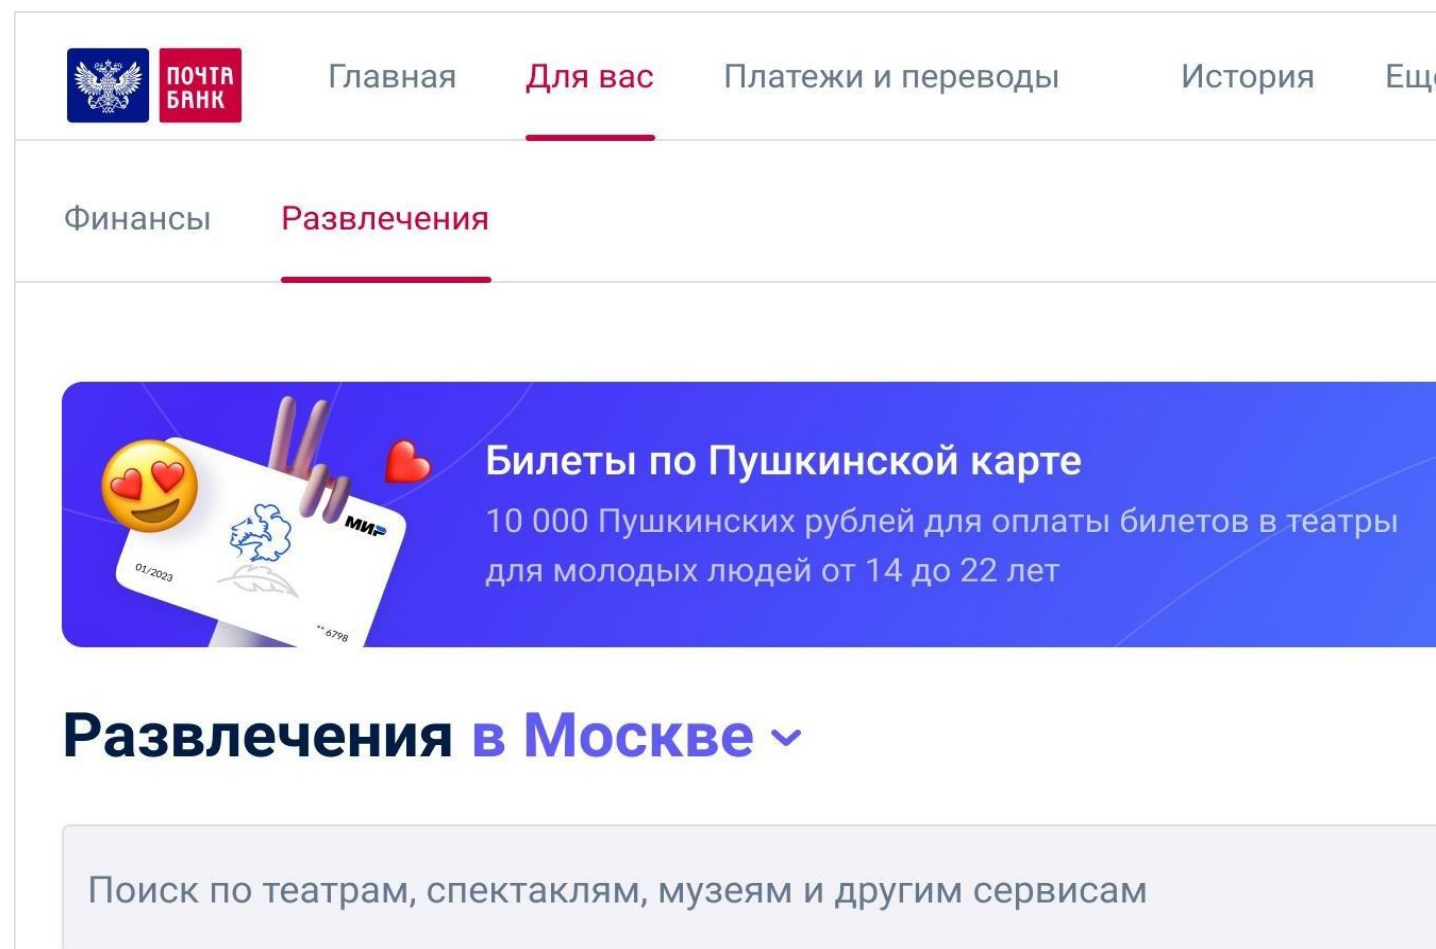 ПОЧТА
БАНК
Главная Для вас Платежи и переводы История Ещё
Финансы Развлечения
Билеты по Пушкинской карте
10 000 Пушкинских рублей для оплаты билетов в театры
для молодых людей от 14 до 22 лет
МИР
01/2023
** 6798
Развлечения в Москве
Поиск по театрам, спектаклям, музеям и другим сервисам